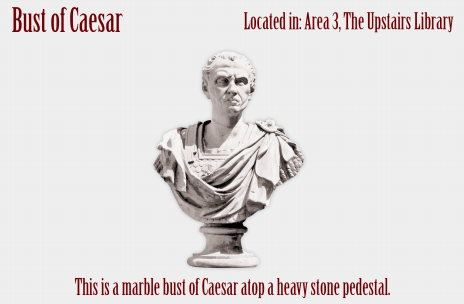 Bust of Caesar
Located in: Area 3, The Upstairs Library
This is a marble bust of Caesar atop a heavy stone pedestal.